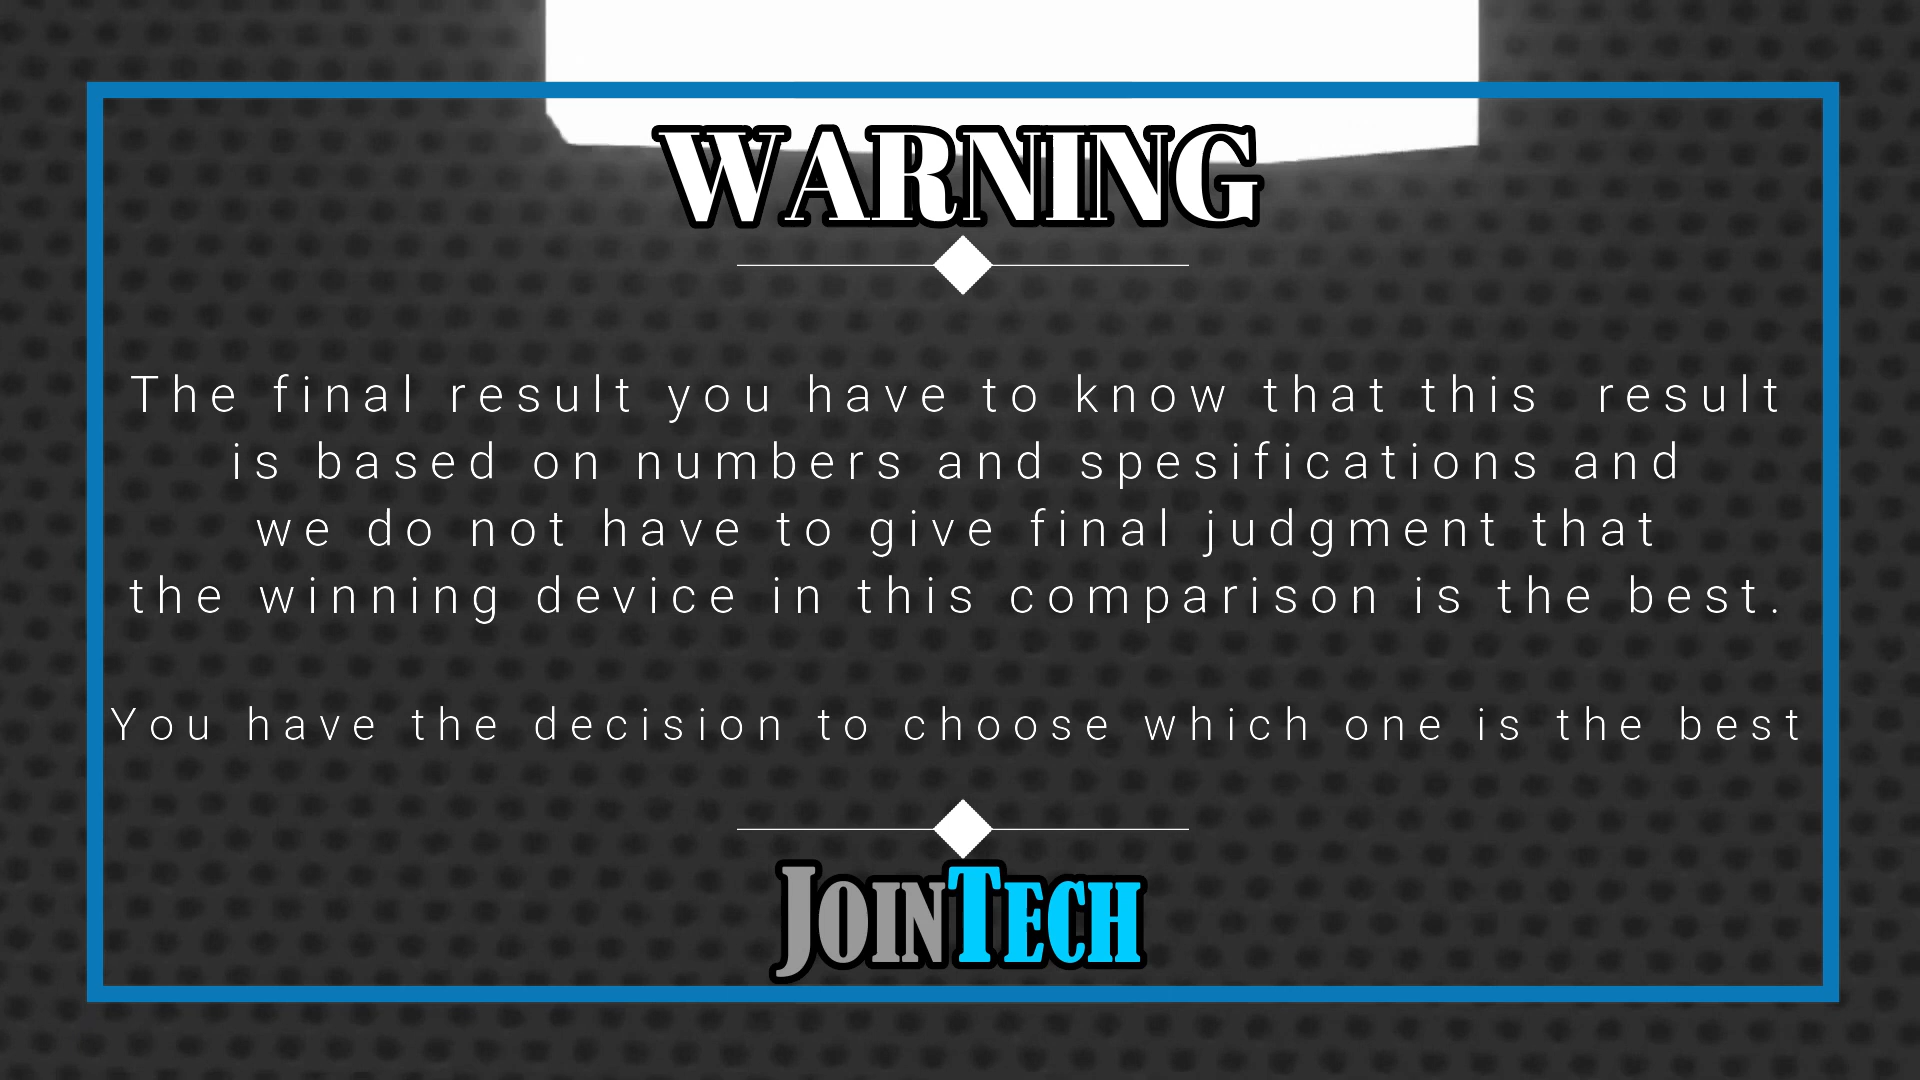 WARNING
The final result you have to know that this result
is based on numbers and spesifications and
we do not have to give final judgment that
the winning device in this comparison is the best.
You have the decision to choose which one is the best
JOINTECH